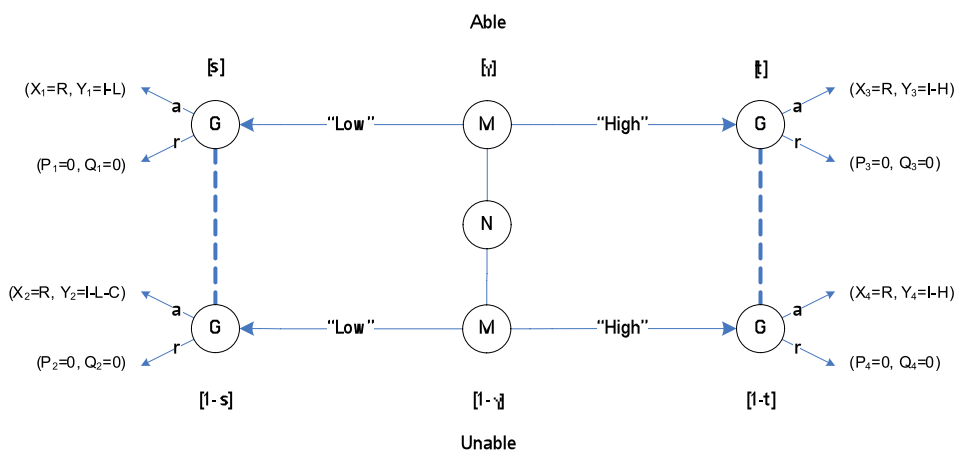 Able
[s] [γ] [t]
(X1=R, Y1=I-L) a G "Low" M "High" G a (X3=R, Y3=I-H)
(P1=0, Q1=0) r r (P3=0, Q3=0)
N
(X2=R, Y2=I-L-C) a G "Low" M "High" G a (X4=R, Y4=I-H)
(P2=0, Q2=0) r r (P4=0, Q4=0)
[1-s] [1-γ] [1-t]
Unable